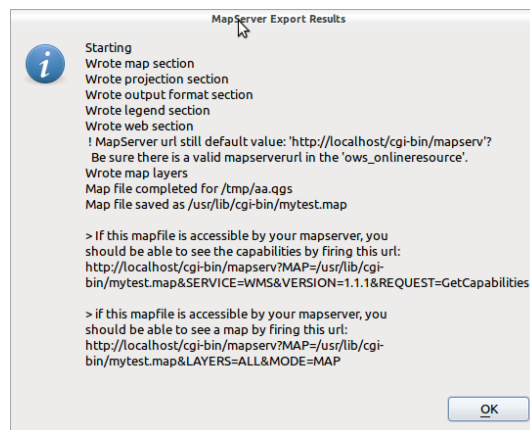 MapServer Export Results
Starting
Wrote map section
Wrote projection section
Wrote output format section
Wrote legend section
Wrote web section
! MapServer url still default value: 'http://localhost/cgi-bin/mapserv'?
Be sure there is a valid mapserverurl in the 'ows_onlineresource'.
Wrote map layers
Map file completed for /tmp/aa.qgs
Map file saved as /usr/lib/cgi-bin/mytest.map
> If this mapfile is accessible by your mapserver, you
should be able to see the capabilities by firing this url:
http://localhost/cgi-bin/mapserv?MAP=/usr/lib/cgi-
bin/mytest.map&SERVICE=WMS&VERSION=1.1.1&REQUEST=GetCapabilities
> if this mapfile is accessible by your mapserver, you
should be able to see a map by firing this url:
http://localhost/cgi-bin/mapserv?MAP=/usr/lib/cgi-
bin/mytest.map&LAYERS=ALL&MODE=MAP
OK